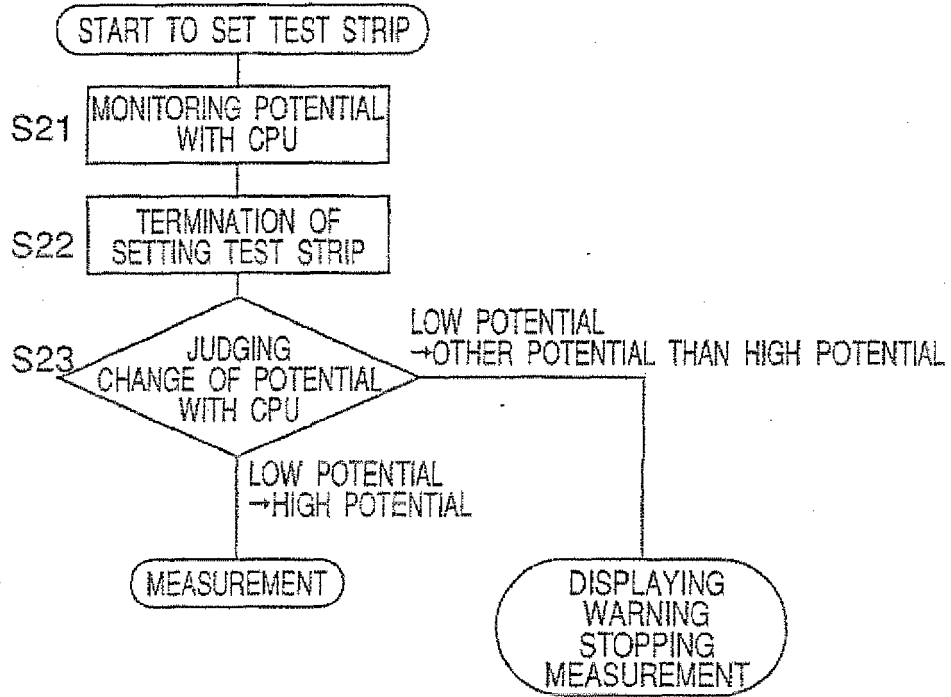 START TO SET TEST STRIP
S21
MONITORING POTENTIAL
WITH CPU
S22
TERMINATION OF
SETTING TEST STRIP
S23
JUDGING
CHANGE OF POTENTIAL
WITH CPU
LOW POTENTIAL
→OTHER POTENTIAL THAN HIGH POTENTIAL
LOW POTENTIAL
→HIGH POTENTIAL
MEASUREMENT
DISPLAYING
WARNING
STOPPING
MEASUREMENT